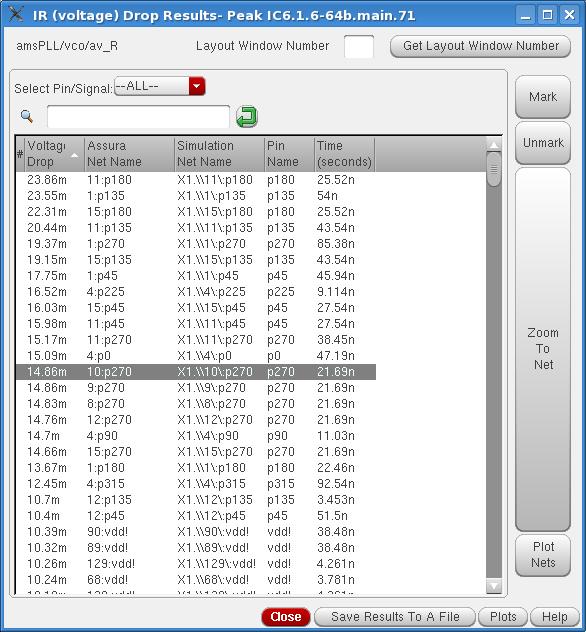 IR (voltage) Drop Results- Peak IC6.1.6-64b.main.71
amsPLL/vco/av_R Layout Window Number Get Layout Window Number
Select Pin/Signal: --ALL--
Mark
Unmark
Zoom
To
Net
Plot
Nets
# Voltage Assura Simulation Pin Time
Drop Net Name Net Name Name (seconds)
23.86m 11:p180 X1.\\11\:p180 p180 25.52n
23.55m 1:p135 X1.\\1\:p135 p135 54n
22.31m 15:p180 X1.\\15\:p180 p180 25.52n
20.44m 11:p135 X1.\\11\:p135 p135 43.54n
19.37m 1:p270 X1.\\1\:p270 p270 85.38n
19.15m 15:p135 X1.\\15\:p135 p135 43.54n
17.75m 1:p45 X1.\\1\:p45 p45 45.94n
16.52m 4:p225 X1.\\4\:p225 p225 9.114n
16.03m 15:p45 X1.\\15\:p45 p45 27.54n
15.98m 11:p45 X1.\\11\:p45 p45 27.54n
15.17m 11:p270 X1.\\11\:p270 p270 38.45n
15.09m 4:p0 X1.\\4\:p0 p0 47.19n
14.86m 10:p270 X1.\\10\:p270 p270 21.69n
14.86m 9:p270 X1.\\9\:p270 p270 21.69n
14.83m 8:p270 X1.\\8\:p270 p270 21.69n
14.76m 12:p270 X1.\\12\:p270 p270 21.69n
14.7m 4:p90 X1.\\4\:p90 p90 11.03n
14.66m 15:p270 X1.\\15\:p270 p270 21.69n
13.67m 1:p180 X1.\\1\:p180 p180 22.46n
12.45m 4:p315 X1.\\4\:p315 p315 92.54n
10.7m 12:p135 X1.\\12\:p135 p135 3.453n
10.4m 12:p45 X1.\\12\:p45 p45 51.5n
10.39m 90:vdd! X1.\\90\:vdd! vdd! 38.48n
10.32m 89:vdd! X1.\\89\:vdd! vdd! 38.48n
10.26m 129:vdd! X1.\\129\:vdd! vdd! 4.261n
10.24m 68:vdd! X1.\\68\:vdd! vdd! 3.781n
Close Save Results To A File Plots Help